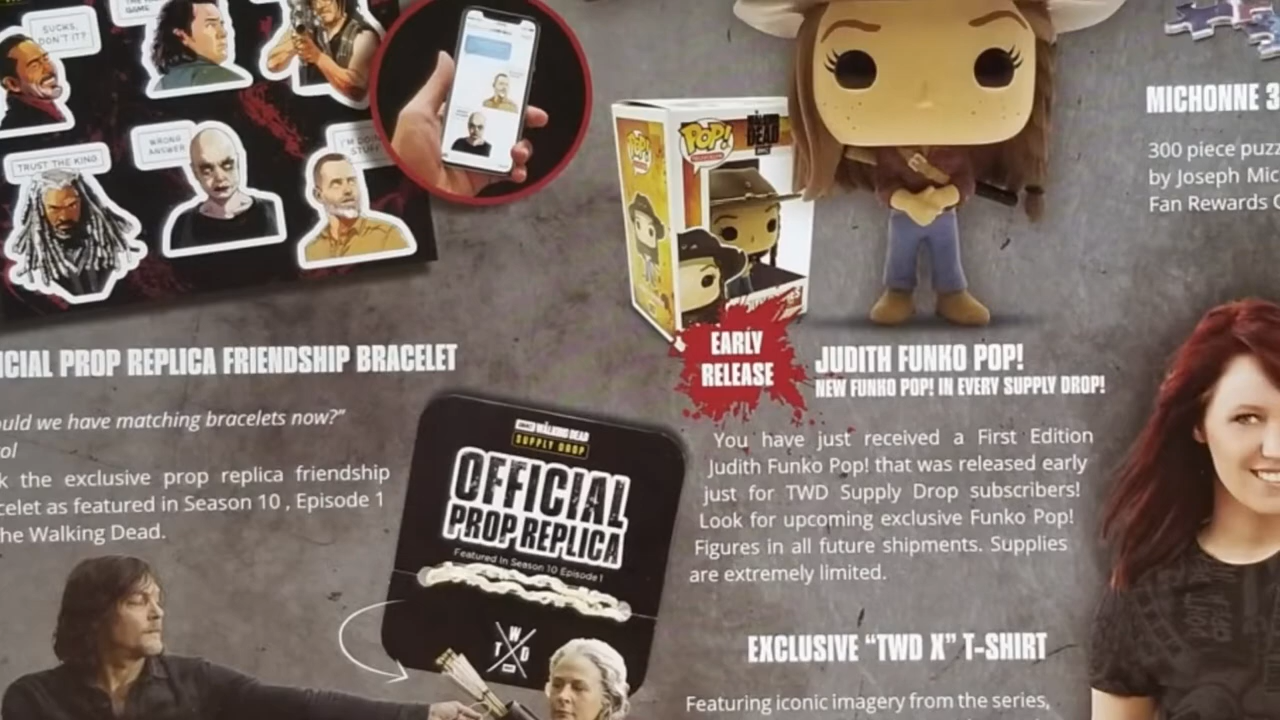 SUCKS,
DON'T IT?
GAME
TRUST THE KING
WRONG
ANSWER
I'M DOING
STUFF
POP!
DEAD
MICHONNE 3
300 piece puzz
by Joseph Mic
Fan Rewards C
EARLY
RELEASE
JUDITH FUNKO POP!
NEW FUNKO POP! IN EVERY SUPPLY DROP!
You have just received a First Edition
Judith Funko Pop! that was released early
just for TWD Supply Drop subscribers!
Look for upcoming exclusive Funko Pop!
Figures in all future shipments. Supplies
are extremely limited.
ICIAL PROP REPLICA FRIENDSHIP BRACELET
ould we have matching bracelets now?"
ol
k the exclusive prop replica friendship
celet as featured in Season 10 , Episode 1
he Walking Dead.
AMC THE WALKING DEAD
SUPPLY DROP
OFFICIAL
PROP REPLICA
Featured In Season 10 Episode 1
T W D
EXCLUSIVE “TWD X” T-SHIRT
Featuring iconic imagery from the series,